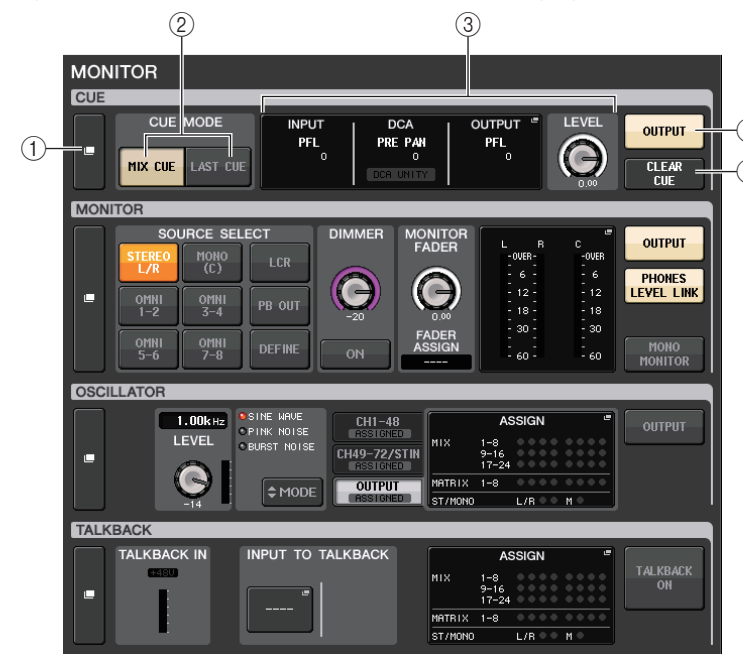 ② ③
MONITOR
CUE
①
CUE MODE
MIX CUE LAST CUE
INPUT DCA OUTPUT
PFL PRE PAN PFL
0 0 0
DCA UNITY
LEVEL
0.00
OUTPUT
CLEAR
CUE
MONITOR
SOURCE SELECT
STEREO
L/R
MONO
(C)
LCR
OMNI
1-2
OMNI
3-4
PB OUT
OMNI
5-6
OMNI
7-8
DEFINE
DIMMER
-20
ON
MONITOR
FADER
0.00
FADER
ASSIGN
----
L R C
-OVER- -OVER
- 6 - - 6
- 12 - - 12
- 18 - - 18
- 30 - - 30
- 60 - - 60
OUTPUT
PHONES
LEVEL LINK
MONO
MONITOR
OSCILLATOR
1.00kHz
LEVEL
-14
SINE WAVE
PINK NOISE
BURST NOISE
MODE
CH1-48
ASSIGNED
CH49-72/STIN
ASSIGNED
OUTPUT
ASSIGNED
ASSIGN
MIX 1-8
9-16
17-24
MATRIX 1-8
ST/MONO L/R M
OUTPUT
TALKBACK
TALKBACK IN
+48V
INPUT TO TALKBACK
----
ASSIGN
MIX 1-8
9-16
17-24
MATRIX 1-8
ST/MONO L/R M
TALKBACK
ON